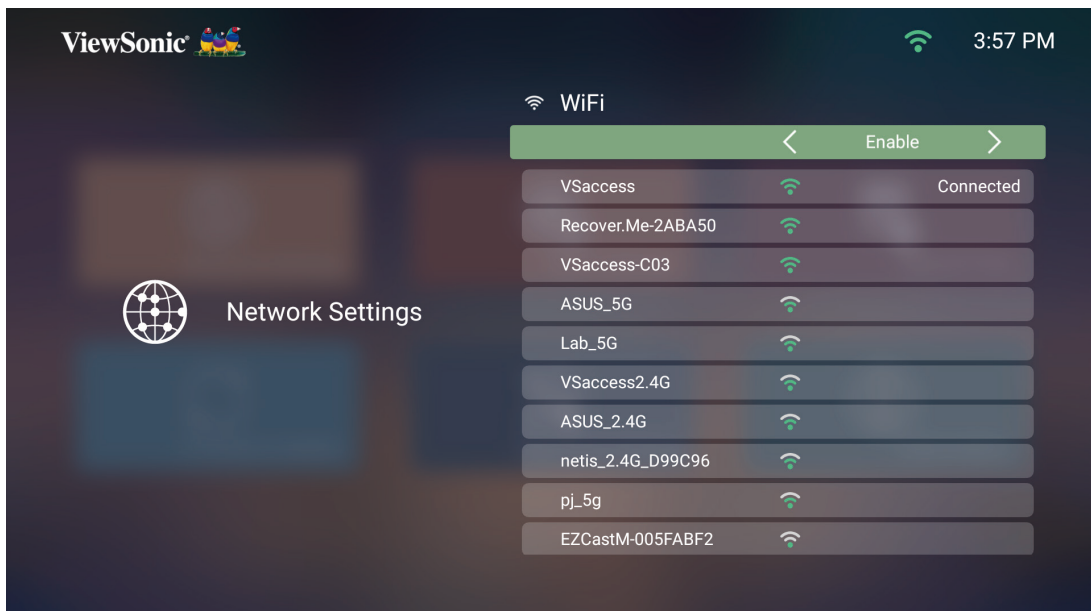 ViewSonic®
3:57 PM
WiFi
Enable
VSaccess Connected
Recover.Me-2ABA50
VSaccess-C03
ASUS_5G
Network Settings
Lab_5G
VSaccess2.4G
ASUS_2.4G
netis_2.4G_D99C96
pj_5g
EZCastM-005FABF2